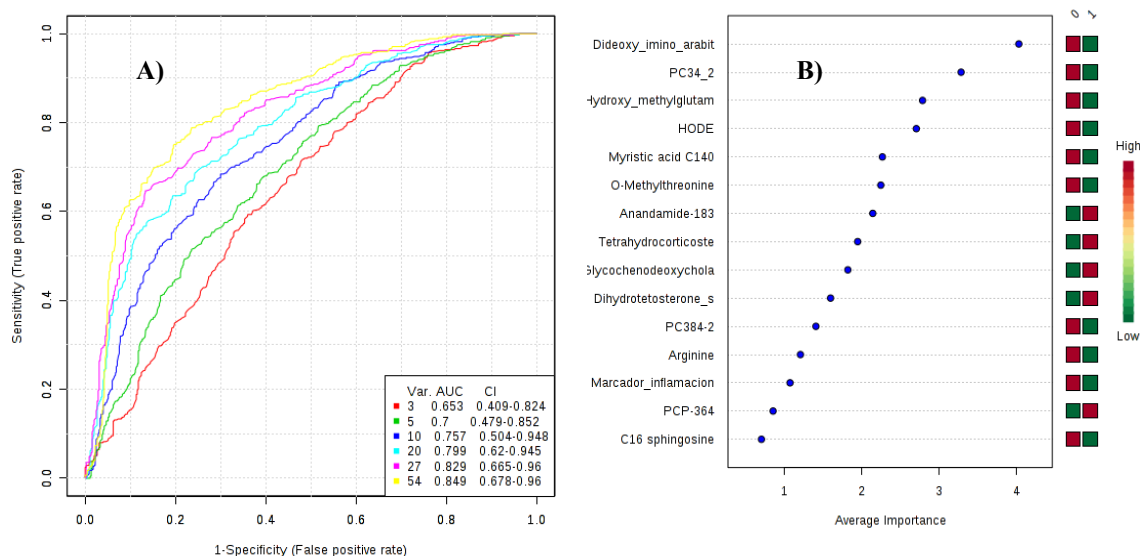 A)
Sensitivity (True positive rate)
1.0
0.8
0.6
0.4
0.2
0.0
0.0 0.2 0.4 0.6 0.8 1.0
1-Specificity (False positive rate)
Var. AUC CI
3 0.653 0.409-0.824
5 0.7 0.479-0.852
10 0.757 0.504-0.948
20 0.799 0.62-0.945
27 0.829 0.665-0.96
54 0.849 0.678-0.96
B)
0 1
Dideoxy_imino_arabit
PC34_2
Hydroxy_methylglutam
HODE
Myristic acid C140
O-Methylthreonine
Anandamide-183
Tetrahydrocorticoste
Glycochenodeoxychola
Dihydrotetosterone_s
PC384-2
Arginine
Marcador_inflamacion
PCP-364
C16 sphingosine
1 2 3 4
Average Importance
High
Low